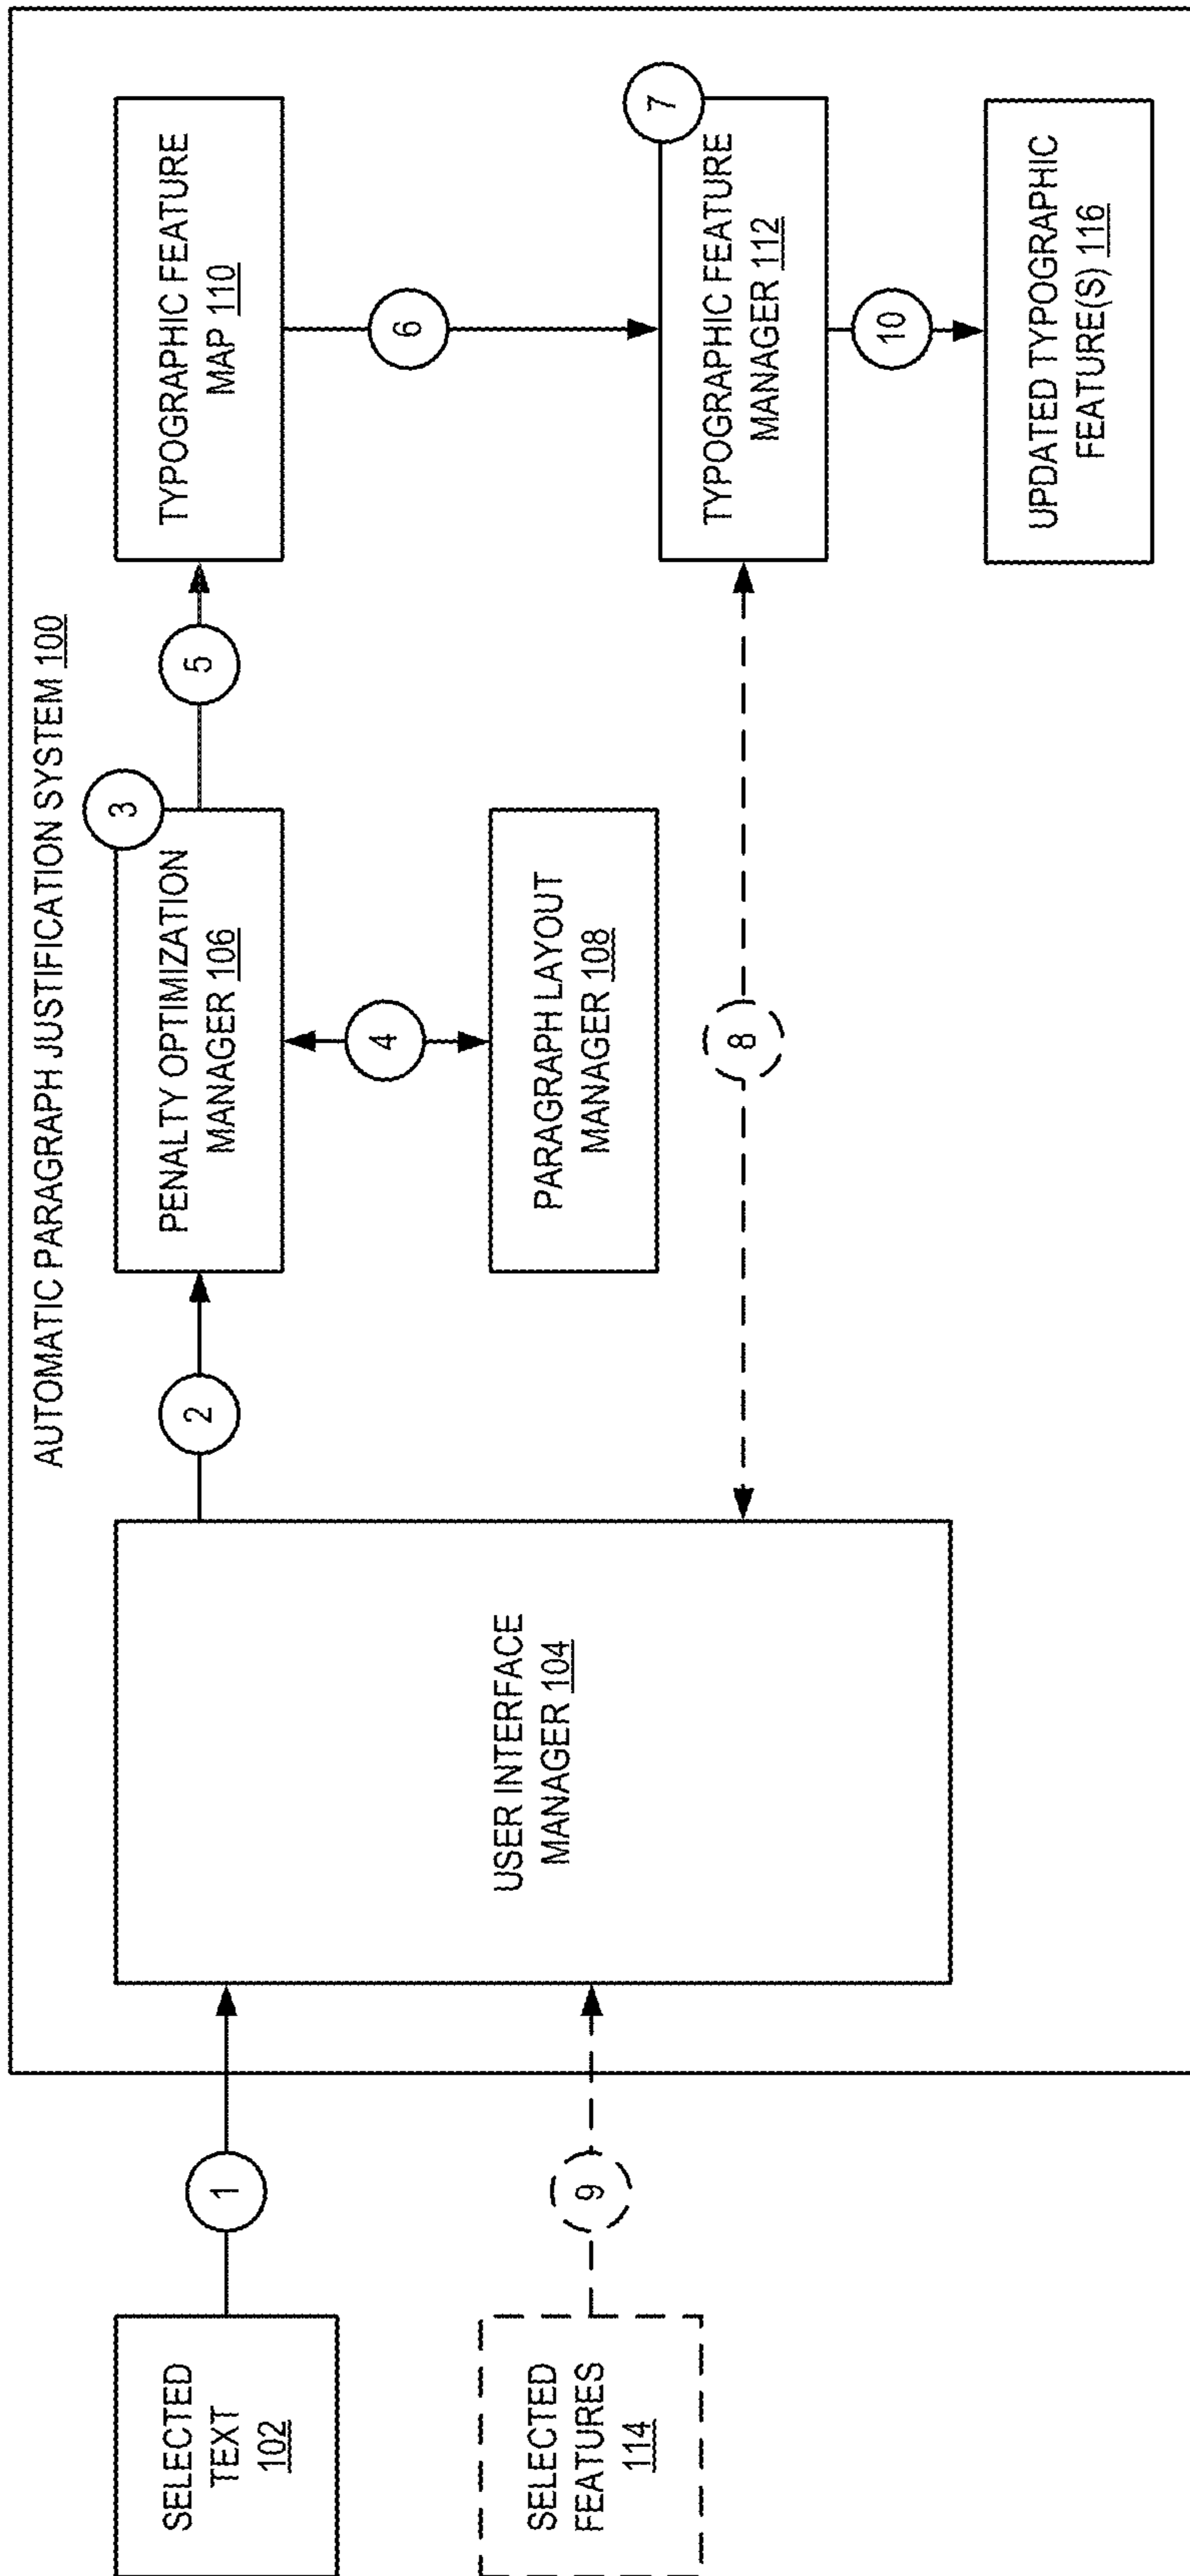 AUTOMATIC PARAGRAPH JUSTIFICATION SYSTEM 100
SELECTED
TEXT
102
1
SELECTED
FEATURES
114
9
USER INTERFACE
MANAGER 104
2
PENALTY OPTIMIZATION
MANAGER 106
3
4
PARAGRAPH LAYOUT
MANAGER 108
5
TYPOGRAPHIC FEATURE
MAP 110
6
TYPOGRAPHIC FEATURE
MANAGER 112
7
8
10
UPDATED TYPOGRAPHIC
FEATURE(S) 116